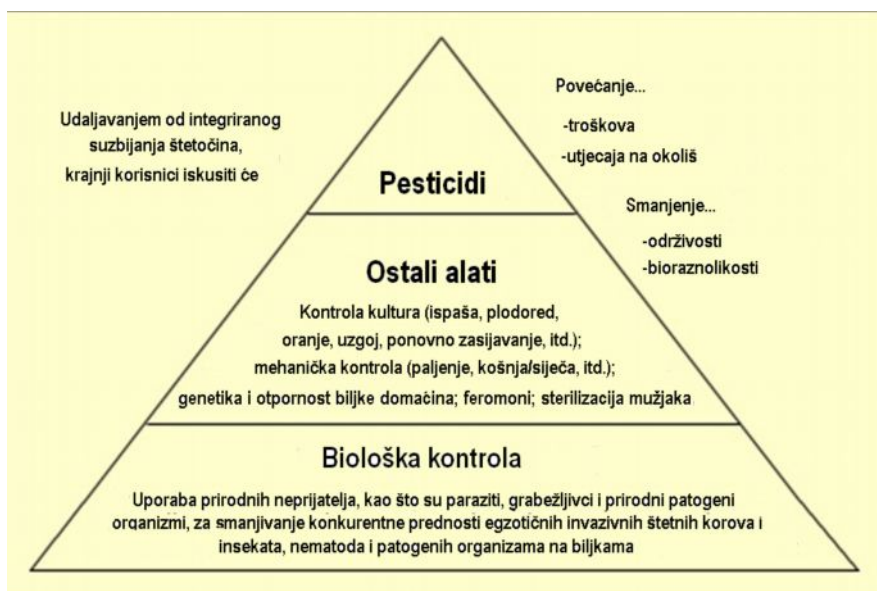 Udaljavanjem od integriranog
suzbijanja štetočina,
krajnji korisnici iskusiti će
Povećanje...
-troškova
-utjecaja na okoliš
Smanjenje...
-održivosti
-bioraznolikosti
Pesticidi
Ostali alati
Kontrola kultura (ispaša, plodored,
oranje, uzgoj, ponovno zasijavanje, itd.);
mehanička kontrola (paljenje, košnja/siječa, itd.);
genetika i otpornost biljke domaćina; feromoni; sterilizacija mužjaka
Biološka kontrola
Uporaba prirodnih neprijatelja, kao što su paraziti, grabežljivci i prirodni patogeni
organizmi, za smanjivanje konkurentne prednosti egzotičnih invazivnih štetnih korova i
insekata, nematoda i patogenih organizama na biljkama